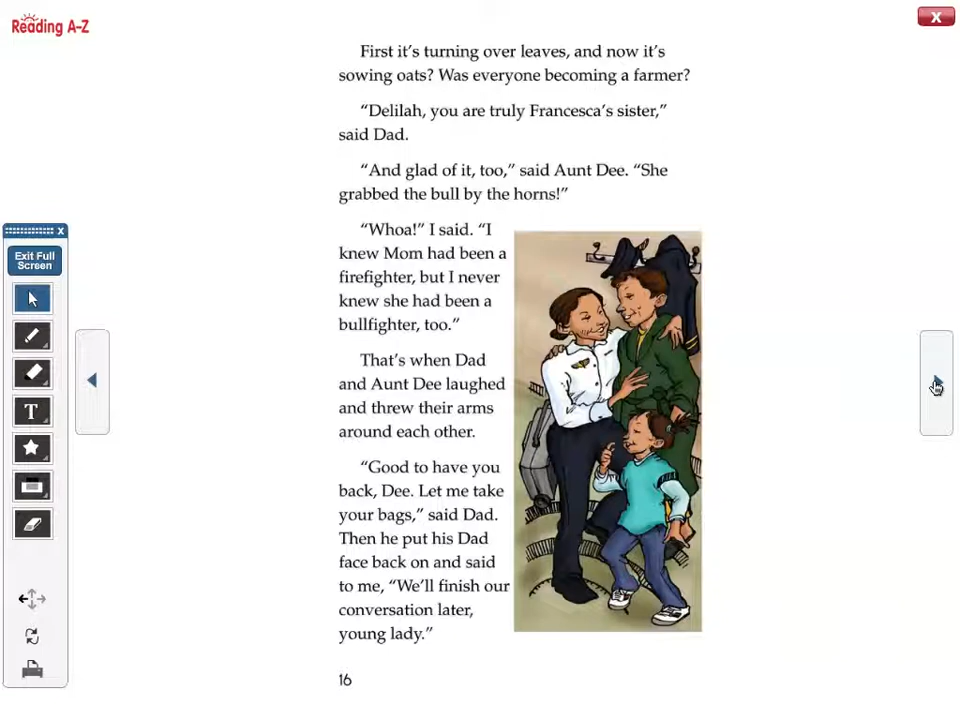 Reading A-Z
X
First it’s turning over leaves, and now it’s
sowing oats? Was everyone becoming a farmer?
“Delilah, you are truly Francesca’s sister,”
said Dad.
“And glad of it, too,” said Aunt Dee. “She
grabbed the bull by the horns!”
“Whoa!” I said. “I
knew Mom had been a
firefighter, but I never
knew she had been a
bullfighter, too.”
That’s when Dad
and Aunt Dee laughed
and threw their arms
around each other.
“Good to have you
back, Dee. Let me take
your bags,” said Dad.
Then he put his Dad
face back on and said
to me, “We’ll finish our
conversation later,
young lady.”
16
x
Exit Full
Screen
T